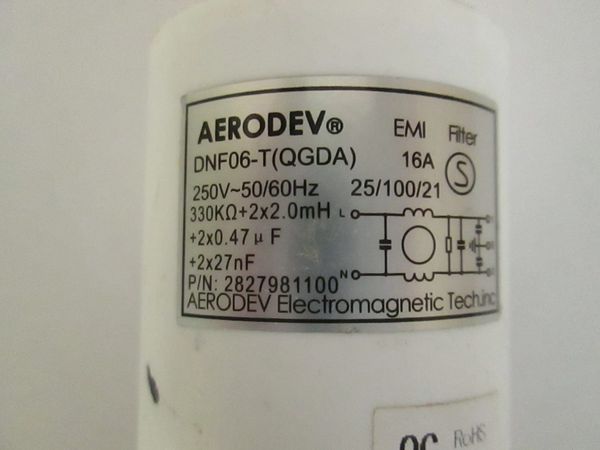 AERODEV® EMI Filter
DNF06-T(QGDA) 16A S
250V~50/60Hz 25/100/21
330KΩ+2x2.0mH L
+2x0.47μF
+2x27nF
P/N: 2827981100 N
AERODEV Electromagnetic Tech.inc
QC RoHS